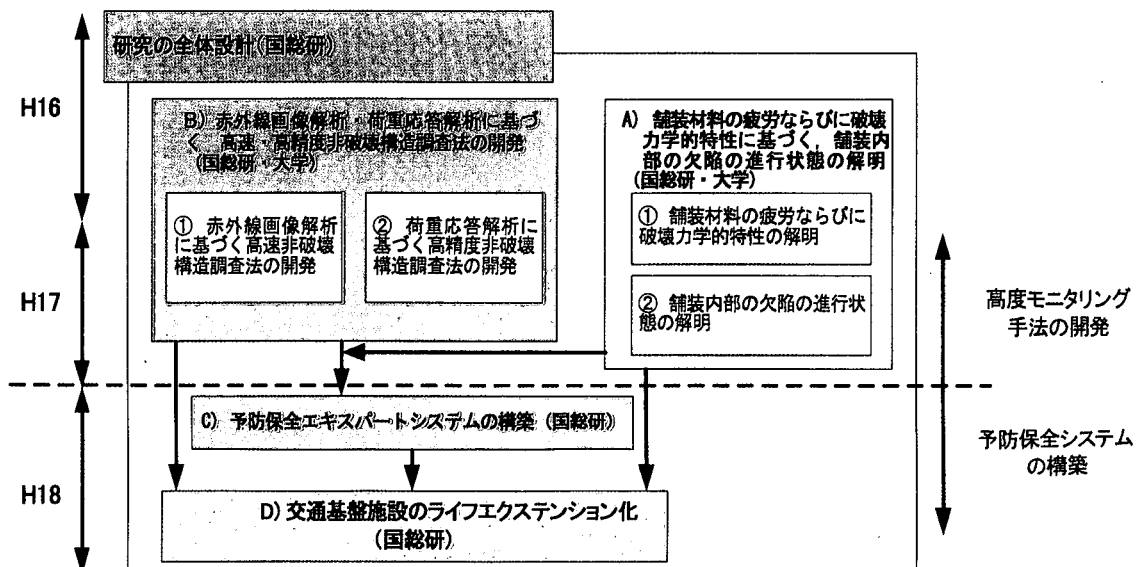 研究の全体設計(国総研)
H16
B) 赤外線画像解析・荷重応答解析に基づ
く、高速・高精度非破壊構造調査法の開発
(国総研・大学)
① 赤外線画像解析
に基づく高速非破壊
構造調査法の開発
② 荷重応答解析に
基づく高精度非破壊
構造調査法の開発
A) 舗装材料の疲労ならびに破壊
力学的特性に基づく，舗装内
部の欠陥の進行状態の解明
(国総研・大学)
① 舗装材料の疲労ならびに
破壊力学的特性の解明
② 舗装内部の欠陥の進行状
態の解明
H17
高度モニタリング
手法の開発
C) 予防保全エキスパートシステムの構築 (国総研)
予防保全システム
の構築
H18
D) 交通基盤施設のライフエクステンション化
(国総研)